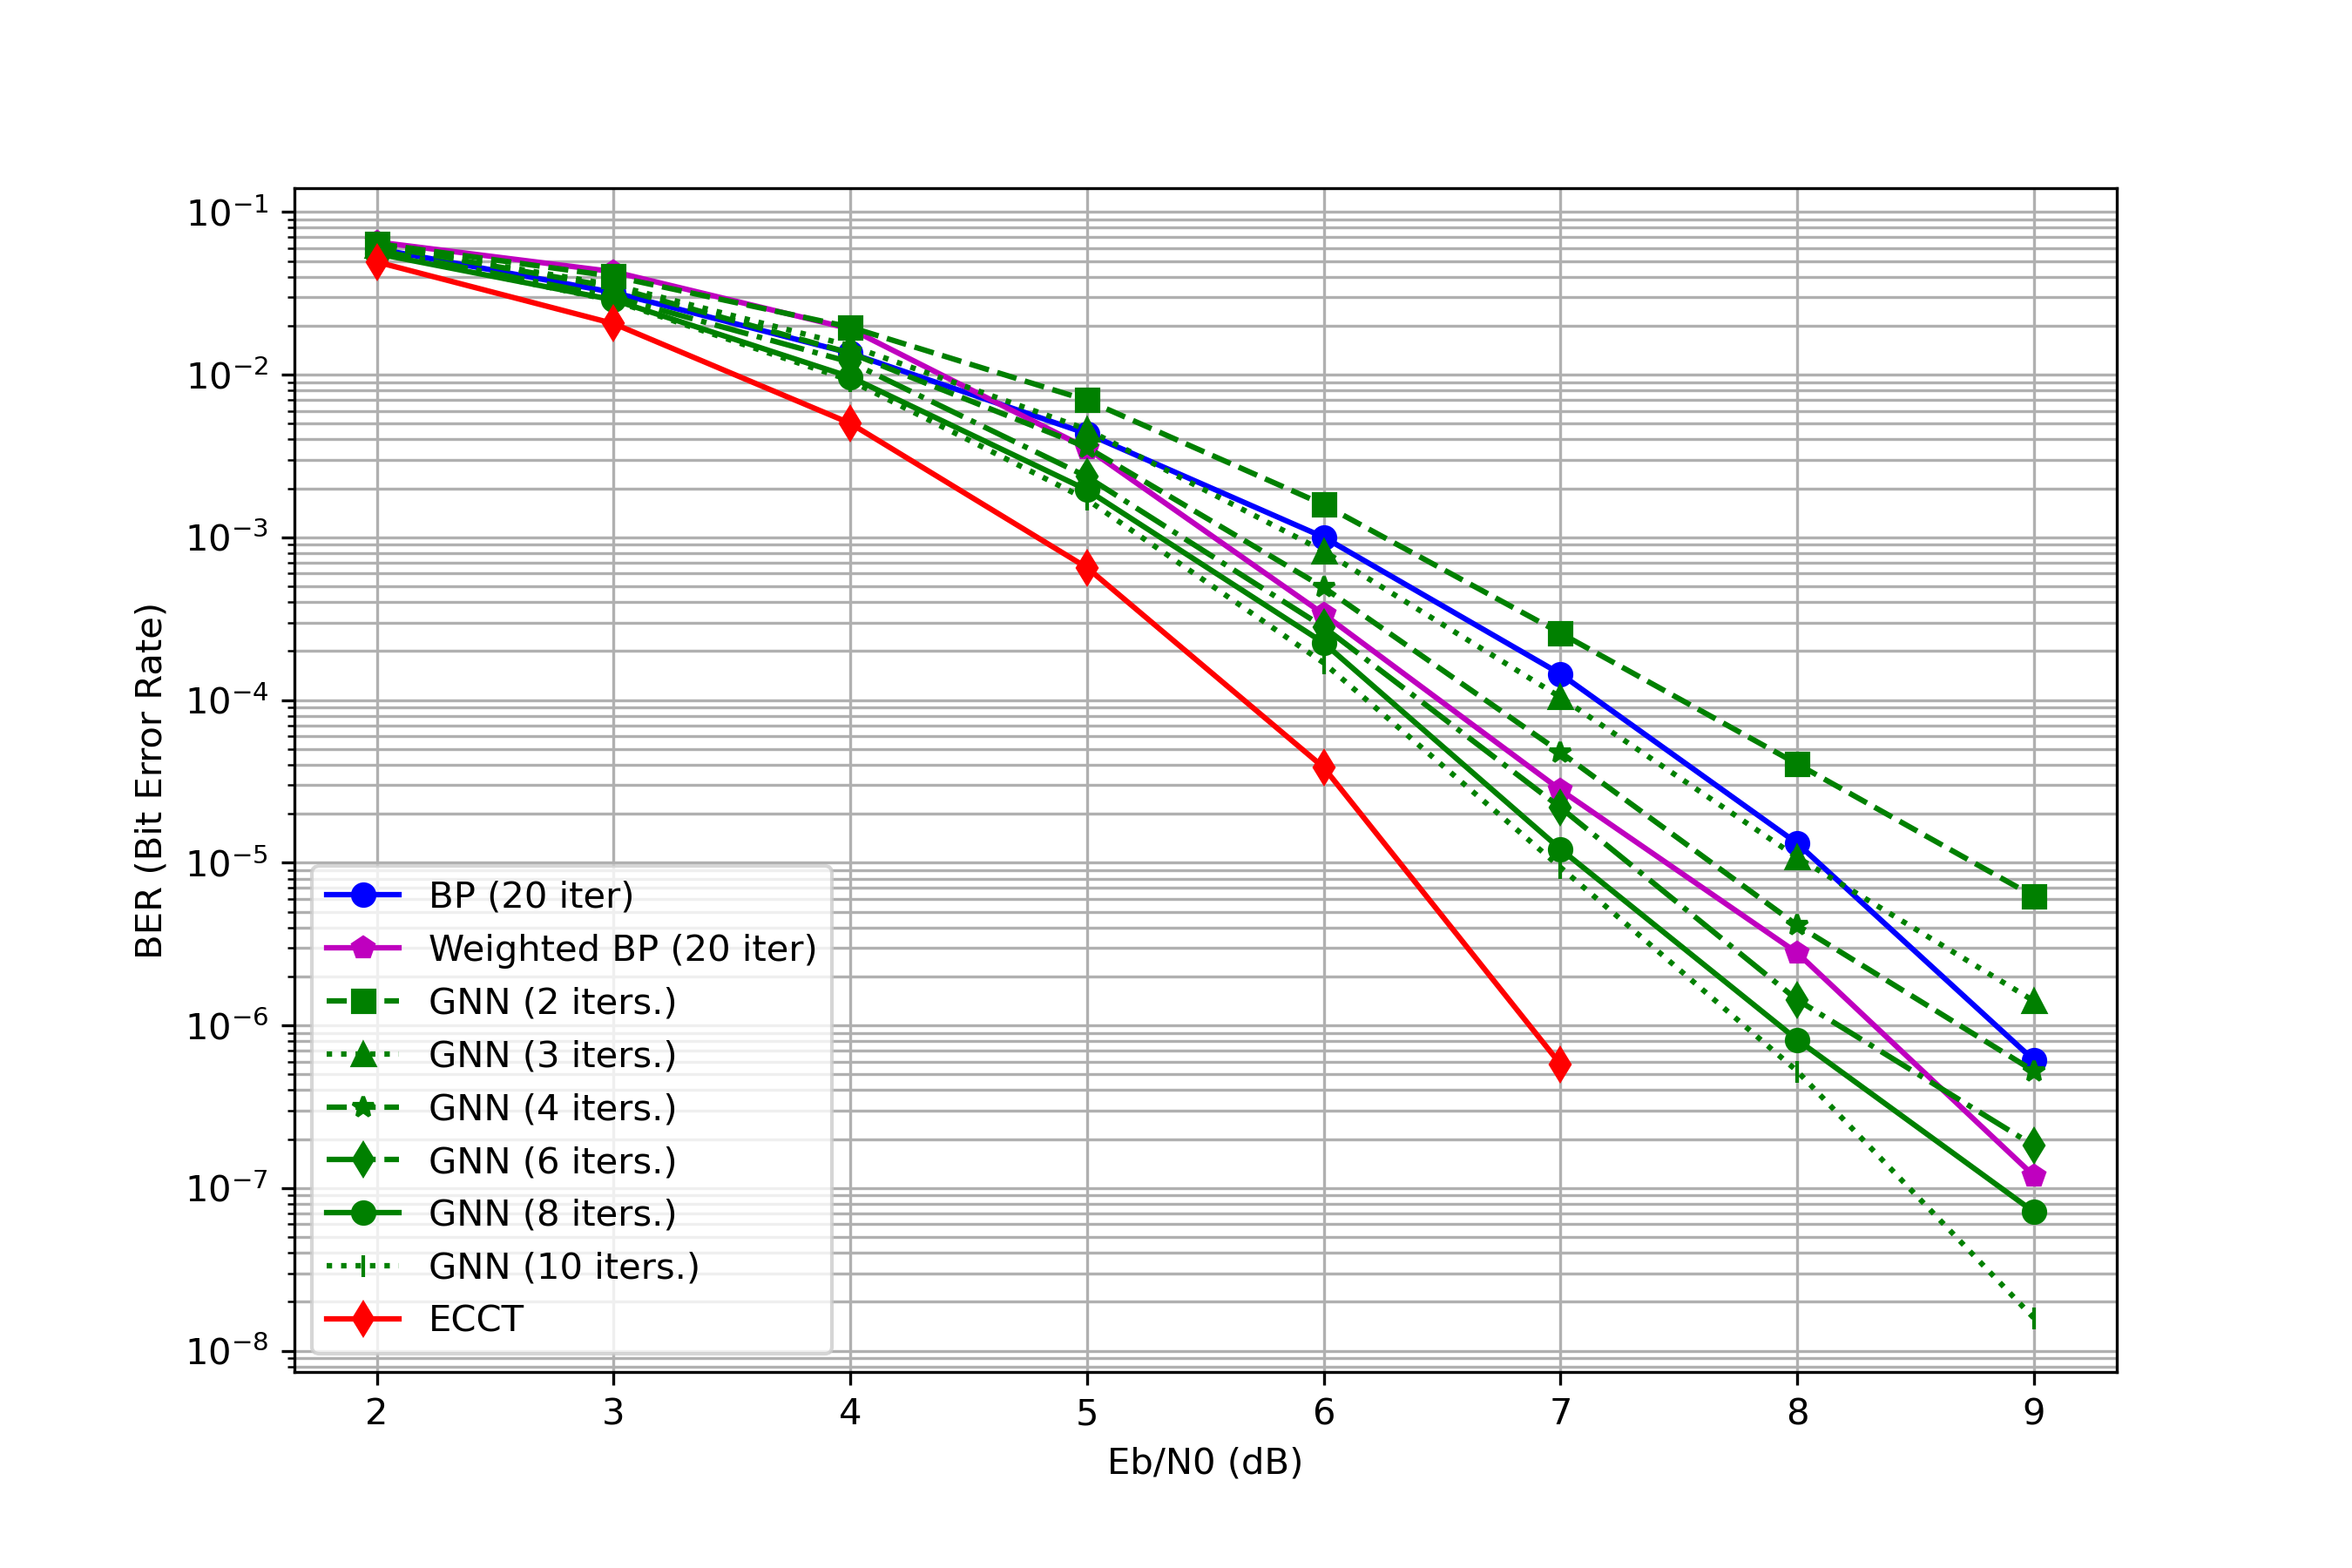 10⁻¹
10⁻²
10⁻³
10⁻⁴
10⁻⁵
10⁻⁶
10⁻⁷
10⁻⁸
BER (Bit Error Rate)
BP (20 iter)
Weighted BP (20 iter)
GNN (2 iters.)
GNN (3 iters.)
GNN (4 iters.)
GNN (6 iters.)
GNN (8 iters.)
GNN (10 iters.)
ECCT
2 3 4 5 6 7 8 9
Eb/N0 (dB)